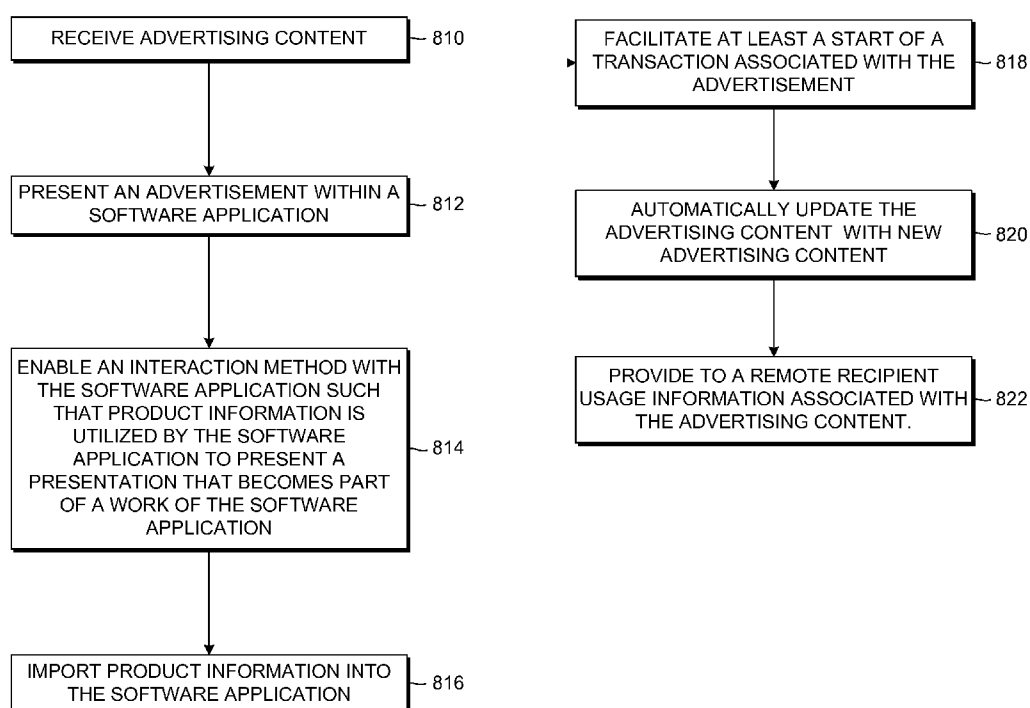 RECEIVE ADVERTISING CONTENT
810
PRESENT AN ADVERTISEMENT WITHIN A
SOFTWARE APPLICATION
812
ENABLE AN INTERACTION METHOD WITH
THE SOFTWARE APPLICATION SUCH
THAT PRODUCT INFORMATION IS
UTILIZED BY THE SOFTWARE
APPLICATION TO PRESENT A
PRESENTATION THAT BECOMES PART
OF A WORK OF THE SOFTWARE
APPLICATION
814
IMPORT PRODUCT INFORMATION INTO
THE SOFTWARE APPLICATION
816
FACILITATE AT LEAST A START OF A
TRANSACTION ASSOCIATED WITH THE
ADVERTISEMENT
818
AUTOMATICALLY UPDATE THE
ADVERTISING CONTENT WITH NEW
ADVERTISING CONTENT
820
PROVIDE TO A REMOTE RECIPIENT
USAGE INFORMATION ASSOCIATED WITH
THE ADVERTISING CONTENT.
822